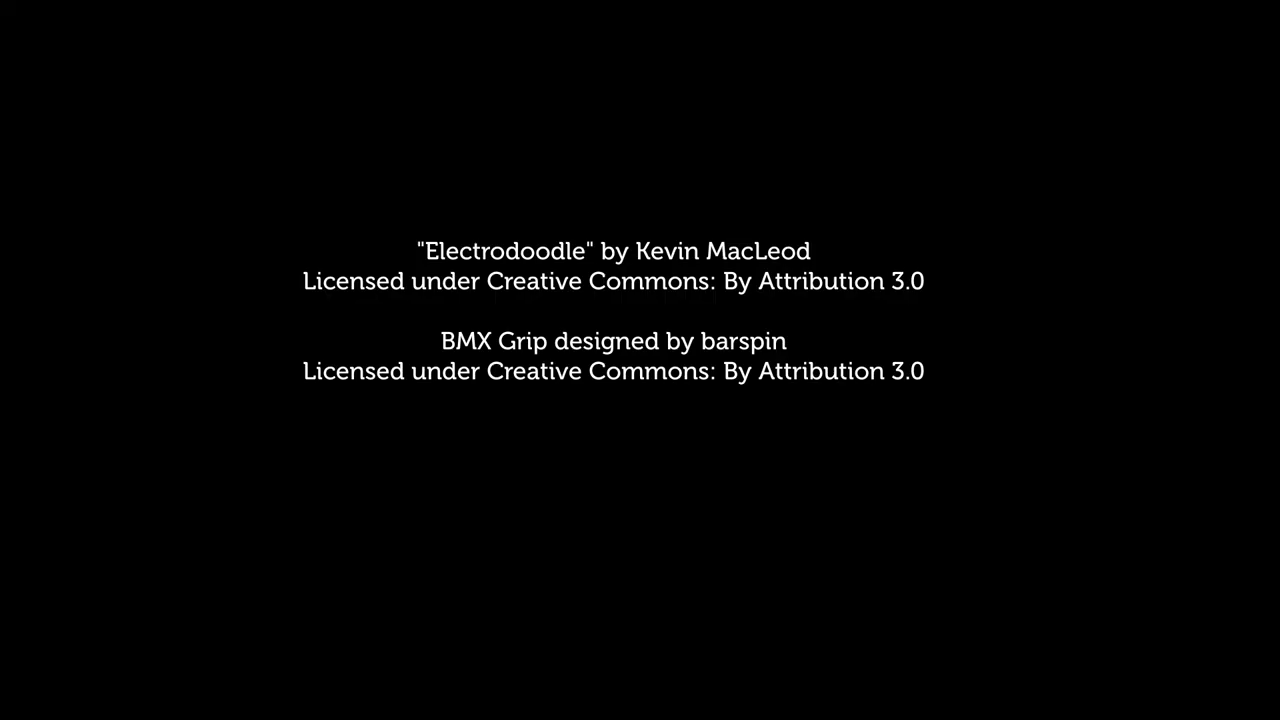 "Electrodoodle" by Kevin MacLeod
Licensed under Creative Commons: By Attribution 3.0
BMX Grip designed by barspin
Licensed under Creative Commons: By Attribution 3.0